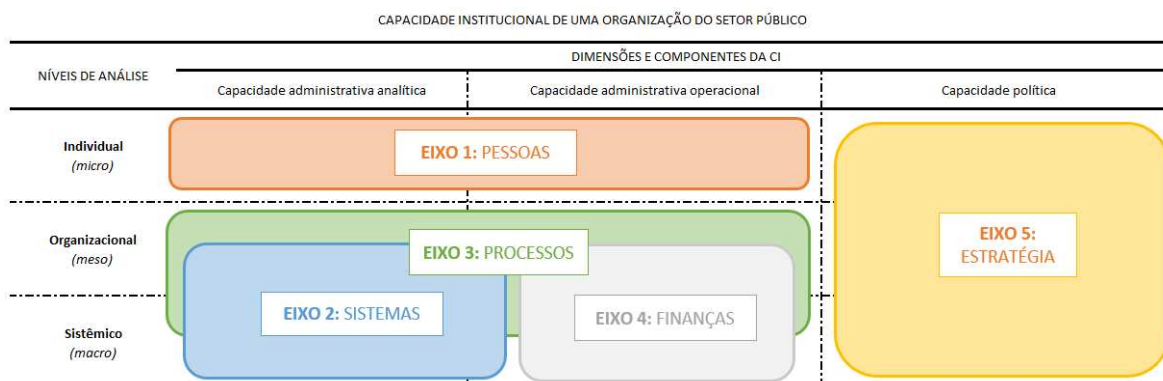 CAPACIDADE INSTITUCIONAL DE UMA ORGANIZAÇÃO DO SETOR PÚBLICO
NÍVEIS DE ANÁLISE
DIMENSÕES E COMPONENTES DA CI
Capacidade administrativa analítica
Capacidade administrativa operacional
Capacidade política
Individual
(micro)
EIXO 1: PESSOAS
Organizacional
(meso)
EIXO 3: PROCESSOS
EIXO 5:
ESTRATÉGIA
Sistêmico
(macro)
EIXO 2: SISTEMAS
EIXO 4: FINANÇAS